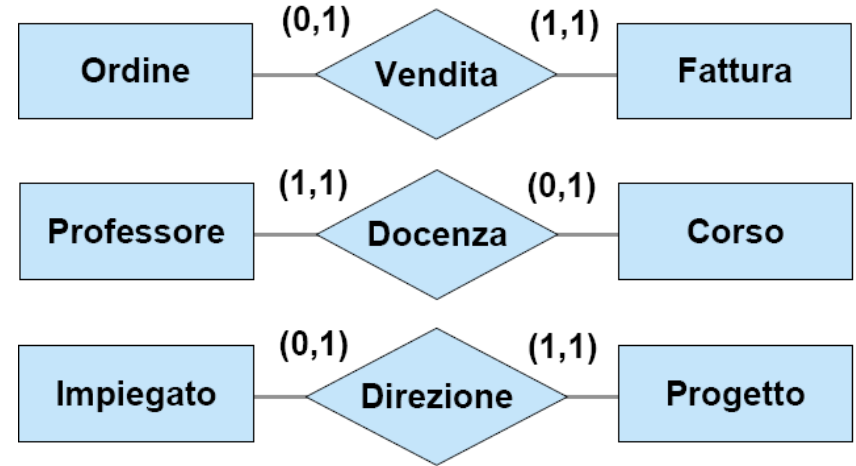 (0,1) (1,1)
Ordine Vendita Fattura
(1,1) (0,1)
Professore Docenza Corso
(0,1) (1,1)
Impiegato Direzione Progetto